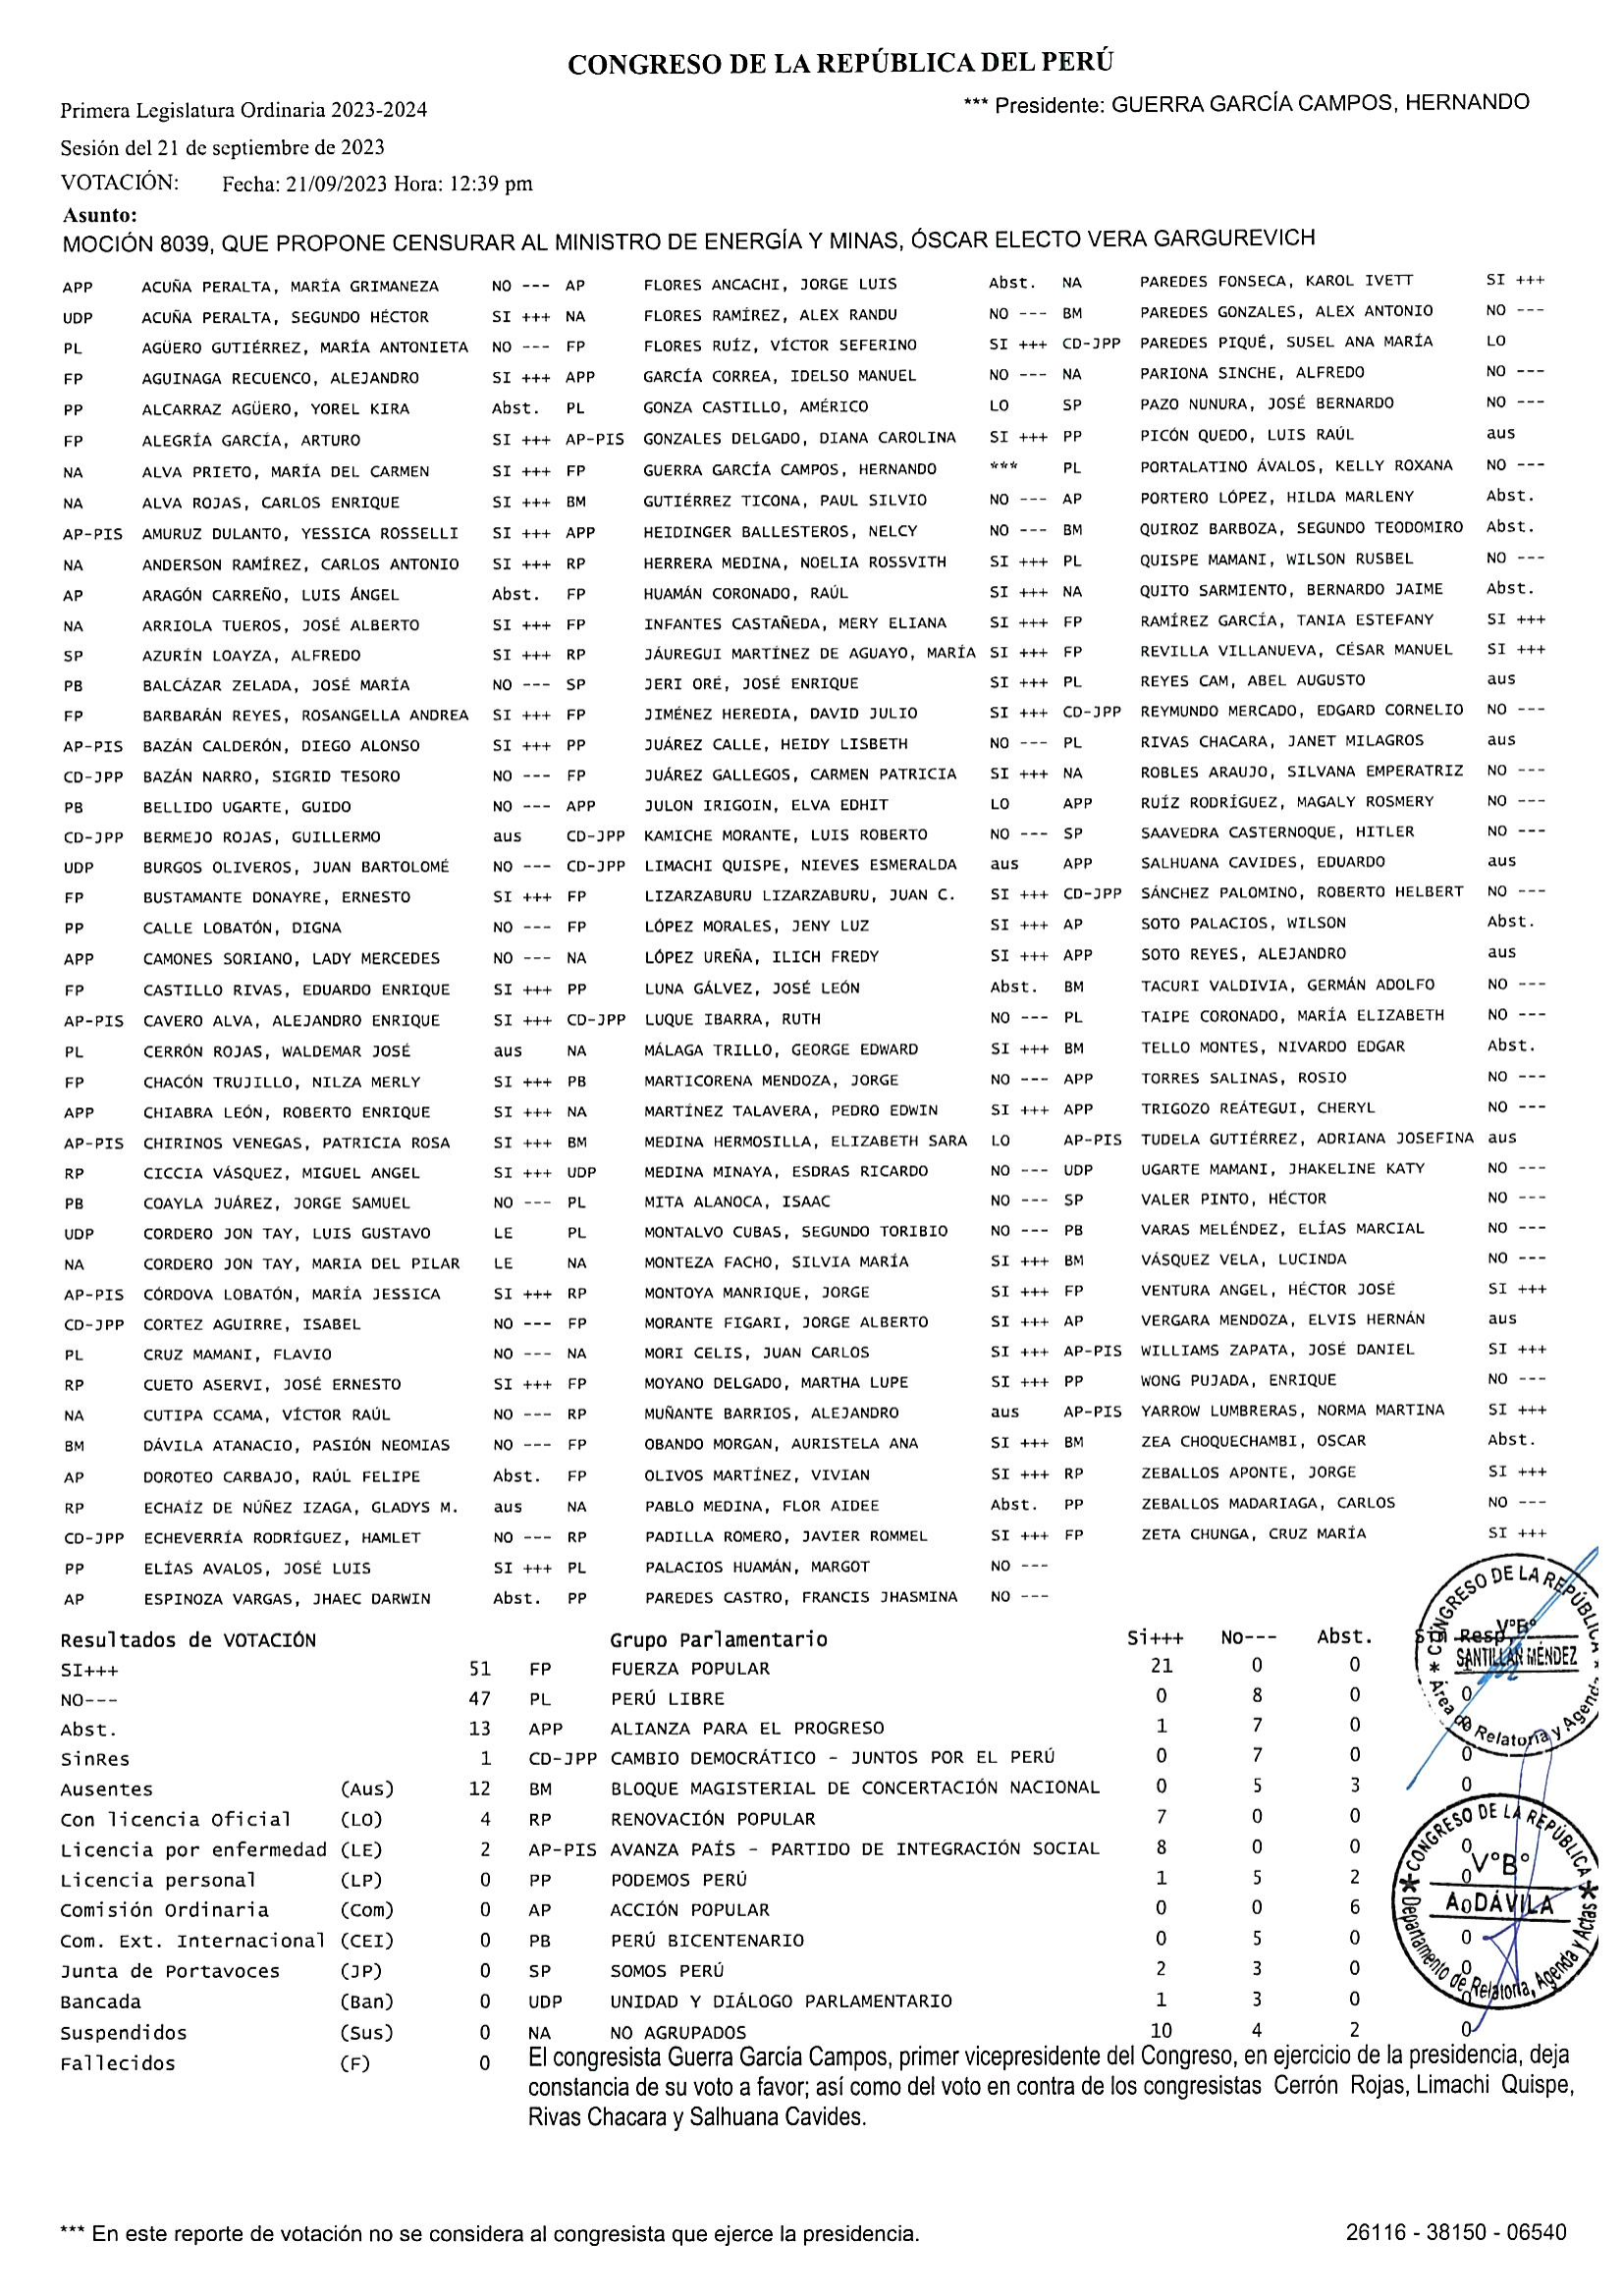 CONGRESO DE LA REPÚBLICA DEL PERÚ
Primera Legislatura Ordinaria 2023-2024 *** Presidente: GUERRA GARCÍA CAMPOS, HERNANDO
Sesión del 21 de septiembre de 2023
VOTACIÓN: Fecha: 21/09/2023 Hora: 12:39 pm
Asunto:
MOCIÓN 8039, QUE PROPONE CENSURAR AL MINISTRO DE ENERGÍA Y MINAS, ÓSCAR ELECTO VERA GARGUREVICH
APP ACUÑA PERALTA, MARÍA GRIMANEZA NO --- AP FLORES ANCACHI, JORGE LUIS Abst. NA PAREDES FONSECA, KAROL IVETT SI +++
UDP ACUÑA PERALTA, SEGUNDO HÉCTOR SI +++ NA FLORES RAMÍREZ, ALEX RANDU NO --- BM PAREDES GONZALES, ALEX ANTONIO NO ---
PL AGÜERO GUTIÉRREZ, MARÍA ANTONIETA NO --- FP FLORES RUÍZ, VÍCTOR SEFERINO SI +++ CD-JPP PAREDES PIQUÉ, SUSEL ANA MARÍA LO
FP AGUINAGA RECUENCO, ALEJANDRO SI +++ APP GARCÍA CORREA, IDELSO MANUEL NO --- NA PARIONA SINCHE, ALFREDO NO ---
PP ALCARRAZ AGÜERO, YOREL KIRA Abst. PL GONZA CASTILLO, AMÉRICO LO SP PAZO NUNURA, JOSÉ BERNARDO NO ---
FP ALEGRÍA GARCÍA, ARTURO SI +++ AP-PIS GONZALES DELGADO, DIANA CAROLINA SI +++ PP PICÓN QUEDO, LUIS RAÚL aus
NA ALVA PRIETO, MARÍA DEL CARMEN SI +++ FP GUERRA GARCÍA CAMPOS, HERNANDO *** PL PORTALATINO ÁVALOS, KELLY ROXANA NO ---
NA ALVA ROJAS, CARLOS ENRIQUE SI +++ BM GUTIÉRREZ TICONA, PAUL SILVIO NO --- AP PORTERO LÓPEZ, HILDA MARLENY Abst.
AP-PIS AMURUZ DULANTO, YESSICA ROSSELLI SI +++ APP HEIDINGER BALLESTEROS, NELCY NO --- BM QUIROZ BARBOZA, SEGUNDO TEODOMIRO Abst.
NA ANDERSON RAMÍREZ, CARLOS ANTONIO SI +++ RP HERRERA MEDINA, NOELIA ROSSVITH SI +++ PL QUISPE MAMANI, WILSON RUSBEL NO ---
AP ARAGÓN CARREÑO, LUIS ÁNGEL Abst. FP HUAMÁN CORONADO, RAÚL SI +++ NA QUITO SARMIENTO, BERNARDO JAIME Abst.
NA ARRIOLA TUEROS, JOSÉ ALBERTO SI +++ FP INFANTES CASTAÑEDA, MERY ELIANA SI +++ FP RAMÍREZ GARCÍA, TANIA ESTEFANY SI +++
SP AZURÍN LOAYZA, ALFREDO SI +++ RP JÁUREGUI MARTÍNEZ DE AGUAYO, MARÍA SI +++ FP REVILLA VILLANUEVA, CÉSAR MANUEL SI +++
PB BALCÁZAR ZELADA, JOSÉ MARÍA NO --- SP JERI ORÉ, JOSÉ ENRIQUE SI +++ PL REYES CAM, ABEL AUGUSTO aus
FP BARBARÁN REYES, ROSANGELLA ANDREA SI +++ FP JIMÉNEZ HEREDIA, DAVID JULIO SI +++ CD-JPP REYMUNDO MERCADO, EDGARD CORNELIO NO ---
AP-PIS BAZÁN CALDERÓN, DIEGO ALONSO SI +++ PP JUÁREZ CALLE, HEIDY LISBETH NO --- PL RIVAS CHACARA, JANET MILAGROS aus
CD-JPP BAZÁN NARRO, SIGRID TESORO NO --- FP JUÁREZ GALLEGOS, CARMEN PATRICIA SI +++ NA ROBLES ARAUJO, SILVANA EMPERATRIZ NO ---
PB BELLIDO UGARTE, GUIDO NO --- APP JULON IRIGOIN, ELVA EDHIT LO APP RUÍZ RODRÍGUEZ, MAGALY ROSMERY NO ---
CD-JPP BERMEJO ROJAS, GUILLERMO aus CD-JPP KAMICHE MORANTE, LUIS ROBERTO NO --- SP SAAVEDRA CASTERNOQUE, HITLER NO ---
UDP BURGOS OLIVEROS, JUAN BARTOLOMÉ NO --- CD-JPP LIMACHI QUISPE, NIEVES ESMERALDA aus APP SALHUANA CAVIDES, EDUARDO aus
FP BUSTAMANTE DONAYRE, ERNESTO SI +++ FP LIZARZABURU LIZARZABURU, JUAN C. SI +++ CD-JPP SÁNCHEZ PALOMINO, ROBERTO HELBERT NO ---
PP CALLE LOBATÓN, DIGNA NO --- FP LÓPEZ MORALES, JENY LUZ SI +++ AP SOTO PALACIOS, WILSON Abst.
APP CAMONES SORIANO, LADY MERCEDES NO --- NA LÓPEZ UREÑA, ILICH FREDY SI +++ APP SOTO REYES, ALEJANDRO aus
FP CASTILLO RIVAS, EDUARDO ENRIQUE SI +++ PP LUNA GÁLVEZ, JOSÉ LEÓN Abst. BM TACURI VALDIVIA, GERMÁN ADOLFO NO ---
AP-PIS CAVERO ALVA, ALEJANDRO ENRIQUE SI +++ CD-JPP LUQUE IBARRA, RUTH NO --- PL TAIPE CORONADO, MARÍA ELIZABETH NO ---
PL CERRÓN ROJAS, WALDEMAR JOSÉ aus NA MÁLAGA TRILLO, GEORGE EDWARD SI +++ BM TELLO MONTES, NIVARDO EDGAR Abst.
FP CHACÓN TRUJILLO, NILZA MERLY SI +++ PB MARTICORENA MENDOZA, JORGE NO --- APP TORRES SALINAS, ROSIO NO ---
APP CHIABRA LEÓN, ROBERTO ENRIQUE SI +++ NA MARTÍNEZ TALAVERA, PEDRO EDWIN SI +++ APP TRIGOZO REÁTEGUI, CHERYL NO ---
AP-PIS CHIRINOS VENEGAS, PATRICIA ROSA SI +++ BM MEDINA HERMOSILLA, ELIZABETH SARA LO AP-PIS TUDELA GUTIÉRREZ, ADRIANA JOSEFINA aus
RP CICCIA VÁSQUEZ, MIGUEL ANGEL SI +++ UDP MEDINA MINAYA, ESDRAS RICARDO NO --- UDP UGARTE MAMANI, JHAKELINE KATY NO ---
PB COAYLA JUÁREZ, JORGE SAMUEL NO --- PL MITA ALANOCA, ISAAC NO --- SP VALER PINTO, HÉCTOR NO ---
UDP CORDERO JON TAY, LUIS GUSTAVO LE PL MONTALVO CUBAS, SEGUNDO TORIBIO NO --- PB VARAS MELÉNDEZ, ELÍAS MARCIAL NO ---
NA CORDERO JON TAY, MARIA DEL PILAR LE NA MONTEZA FACHO, SILVIA MARÍA SI +++ BM VÁSQUEZ VELA, LUCINDA NO ---
AP-PIS CÓRDOVA LOBATÓN, MARÍA JESSICA SI +++ RP MONTOYA MANRIQUE, JORGE SI +++ FP VENTURA ANGEL, HÉCTOR JOSÉ SI +++
CD-JPP CORTEZ AGUIRRE, ISABEL NO --- FP MORANTE FIGARI, JORGE ALBERTO SI +++ AP VERGARA MENDOZA, ELVIS HERNÁN aus
PL CRUZ MAMANI, FLAVIO NO --- NA MORI CELIS, JUAN CARLOS SI +++ AP-PIS WILLIAMS ZAPATA, JOSÉ DANIEL SI +++
RP CUETO ASERVI, JOSÉ ERNESTO SI +++ FP MOYANO DELGADO, MARTHA LUPE SI +++ PP WONG PUJADA, ENRIQUE NO ---
NA CUTIPA CCAMA, VÍCTOR RAÚL NO --- RP MUÑANTE BARRIOS, ALEJANDRO aus AP-PIS YARROW LUMBRERAS, NORMA MARTINA SI +++
BM DÁVILA ATANACIO, PASIÓN NEOMIAS NO --- FP OBANDO MORGAN, AURISTELA ANA SI +++ BM ZEA CHOQUECHAMBI, OSCAR Abst.
AP DOROTEO CARBAJO, RAÚL FELIPE Abst. FP OLIVOS MARTÍNEZ, VIVIAN SI +++ RP ZEBALLOS APONTE, JORGE SI +++
RP ECHAÍZ DE NÚÑEZ IZAGA, GLADYS M. aus NA PABLO MEDINA, FLOR AIDEE Abst. PP ZEBALLOS MADARIAGA, CARLOS NO ---
CD-JPP ECHEVERRÍA RODRÍGUEZ, HAMLET NO --- RP PADILLA ROMERO, JAVIER ROMMEL SI +++ FP ZETA CHUNGA, CRUZ MARÍA SI +++
PP ELÍAS AVALOS, JOSÉ LUIS SI +++ PL PALACIOS HUAMÁN, MARGOT NO ---
AP ESPINOZA VARGAS, JHAEC DARWIN Abst. PP PAREDES CASTRO, FRANCIS JHASMINA NO ---
Resultados de VOTACIÓN Grupo Parlamentario Si+++ No--- Abst. Sin Resp.
SI+++ 51 FP FUERZA POPULAR 21 0 0
NO--- 47 PL PERÚ LIBRE 0 8 0 0
Abst. 13 APP ALIANZA PARA EL PROGRESO 1 7 0 0
SinRes 1 CD-JPP CAMBIO DEMOCRÁTICO - JUNTOS POR EL PERÚ 0 7 0 0
Ausentes (Aus) 12 BM BLOQUE MAGISTERIAL DE CONCERTACIÓN NACIONAL 0 5 3 0
Con licencia Oficial (LO) 4 RP RENOVACIÓN POPULAR 7 0 0 0
Licencia por enfermedad (LE) 2 AP-PIS AVANZA PAÍS - PARTIDO DE INTEGRACIÓN SOCIAL 8 0 0 0
Licencia personal (LP) 0 PP PODEMOS PERÚ 1 5 2 0
Comisión Ordinaria (Com) 0 AP ACCIÓN POPULAR 0 0 6 0
Com. Ext. Internacional (CEI) 0 PB PERÚ BICENTENARIO 0 5 0 0
Junta de Portavoces (JP) 0 SP SOMOS PERÚ 2 3 0 0
Bancada (Ban) 0 UDP UNIDAD Y DIÁLOGO PARLAMENTARIO 1 3 0 0
Suspendidos (Sus) 0 NA NO AGRUPADOS 10 4 2 0
Fallecidos (F) 0
El congresista Guerra García Campos, primer vicepresidente del Congreso, en ejercicio de la presidencia, deja
constancia de su voto a favor; así como del voto en contra de los congresistas Cerrón Rojas, Limachi Quispe,
Rivas Chacara y Salhuana Cavides.
CONGRESO DE LA REPÚBLICA
V°B°
SANTILLÁN MÉNDEZ
Área de Relatoría y Agenda
CONGRESO DE LA REPÚBLICA
V°B°
A. DÁVILA
Departamento de Relatoría, Agenda y Actas
*** En este reporte de votación no se considera al congresista que ejerce la presidencia. 26116 - 38150 - 06540